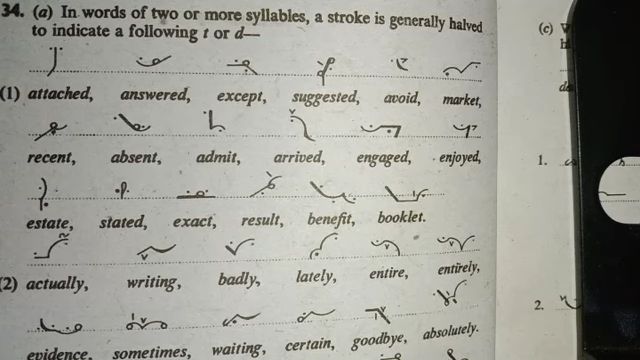 34. (a) In words of two or more syllables, a stroke is generally halved
to indicate a following t or d—
(1) attached, answered, except, suggested, avoid, market,
recent, absent, admit, arrived, engaged, enjoyed,
estate, stated, exact, result, benefit, booklet.
(2) actually, writing, badly, lately, entire, entirely,
evidence, sometimes, waiting, certain, goodbye, absolutely.
(c)
1.
2.